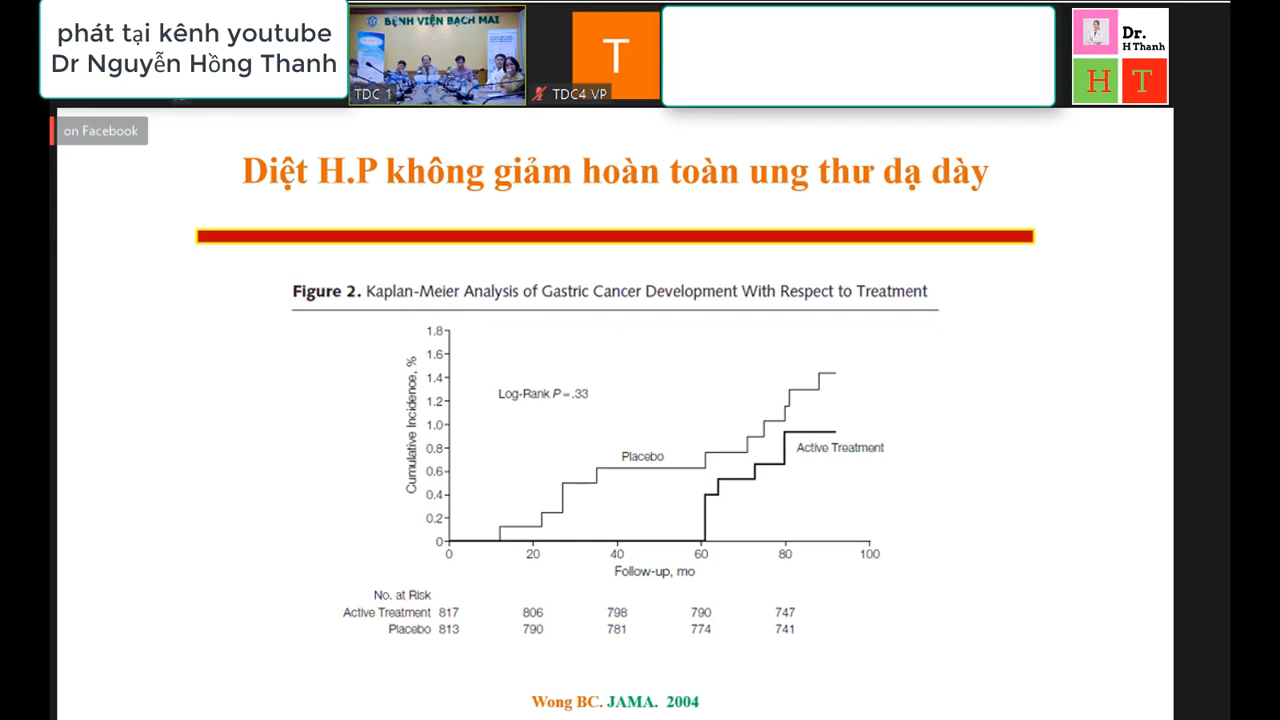 phát tại kênh youtube
Dr Nguyễn Hồng Thanh
BỆNH VIỆN BẠCH MAI
TDC 1
T
TDC4 VP
Dr.
H Thanh
H T
on Facebook
Diệt H.P không giảm hoàn toàn ung thư dạ dày
Figure 2. Kaplan-Meier Analysis of Gastric Cancer Development With Respect to Treatment
Cumulative Incidence, %
1.8
1.6
1.4
1.2
1.0
0.8
0.6
0.4
0.2
0
Log-Rank P = .33
Placebo
Active Treatment
0 20 40 60 80 100
Follow-up, mo
No. at Risk
Active Treatment 817 806 798 790 747
Placebo 813 790 781 774 741
Wong BC. JAMA. 2004